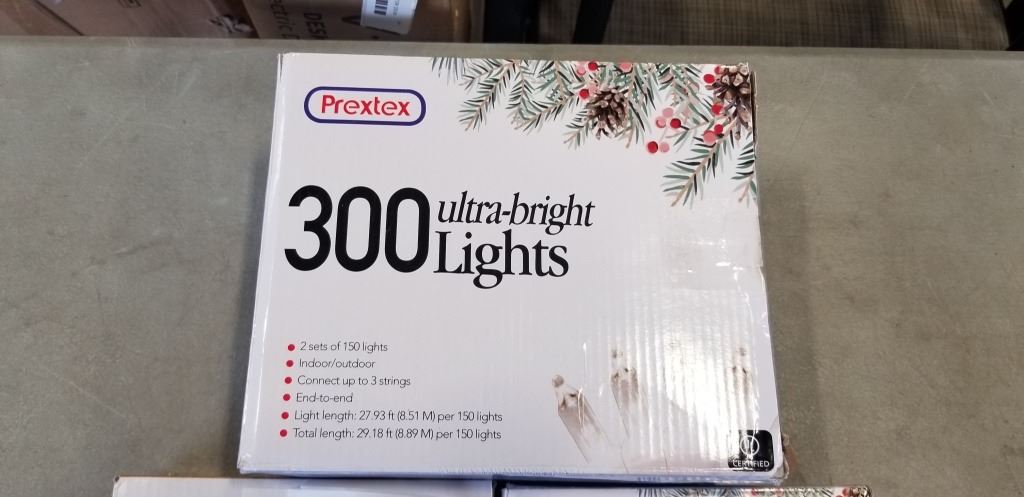 Prextex
300 ultra-bright
Lights
2 sets of 150 lights
Indoor/outdoor
Connect up to 3 strings
End-to-end
Light length: 27.93 ft (8.51 M) per 150 lights
Total length: 29.18 ft (8.89 M) per 150 lights
CERTIFIED